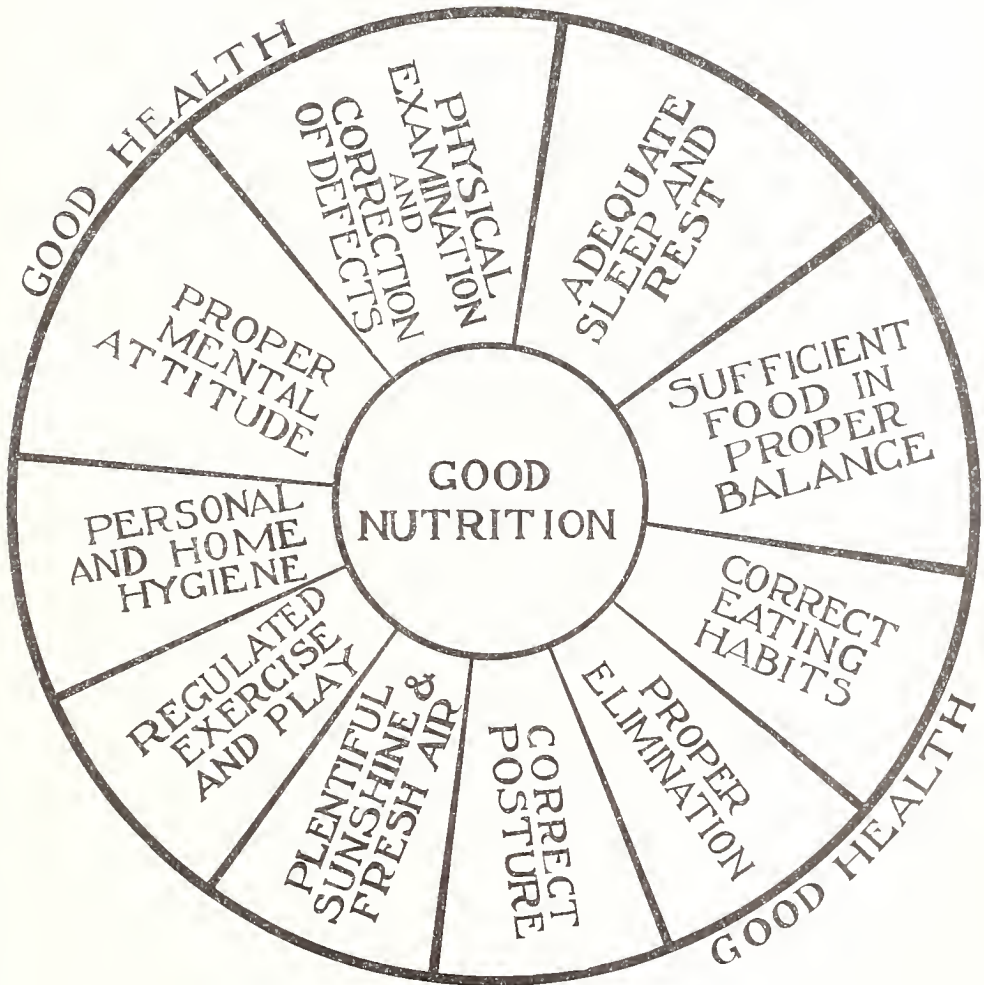 GOOD HEALTH
PHYSICAL
EXAMINATION
AND
CORRECTION
OF DEFECTS
ADEQUATE
SLEEP AND
REST
SUFFICIENT
FOOD IN
PROPER
BALANCE
CORRECT
EATING
HABITS
PROPER
ELIMINATION
CORRECT
POSTURE
PLENTIFUL
SUNSHINE &
FRESH AIR
REGULATED
EXERCISE
AND PLAY
PERSONAL
AND HOME
HYGIENE
PROPER
MENTAL
ATTITUDE
GOOD
NUTRITION
GOOD HEALTH